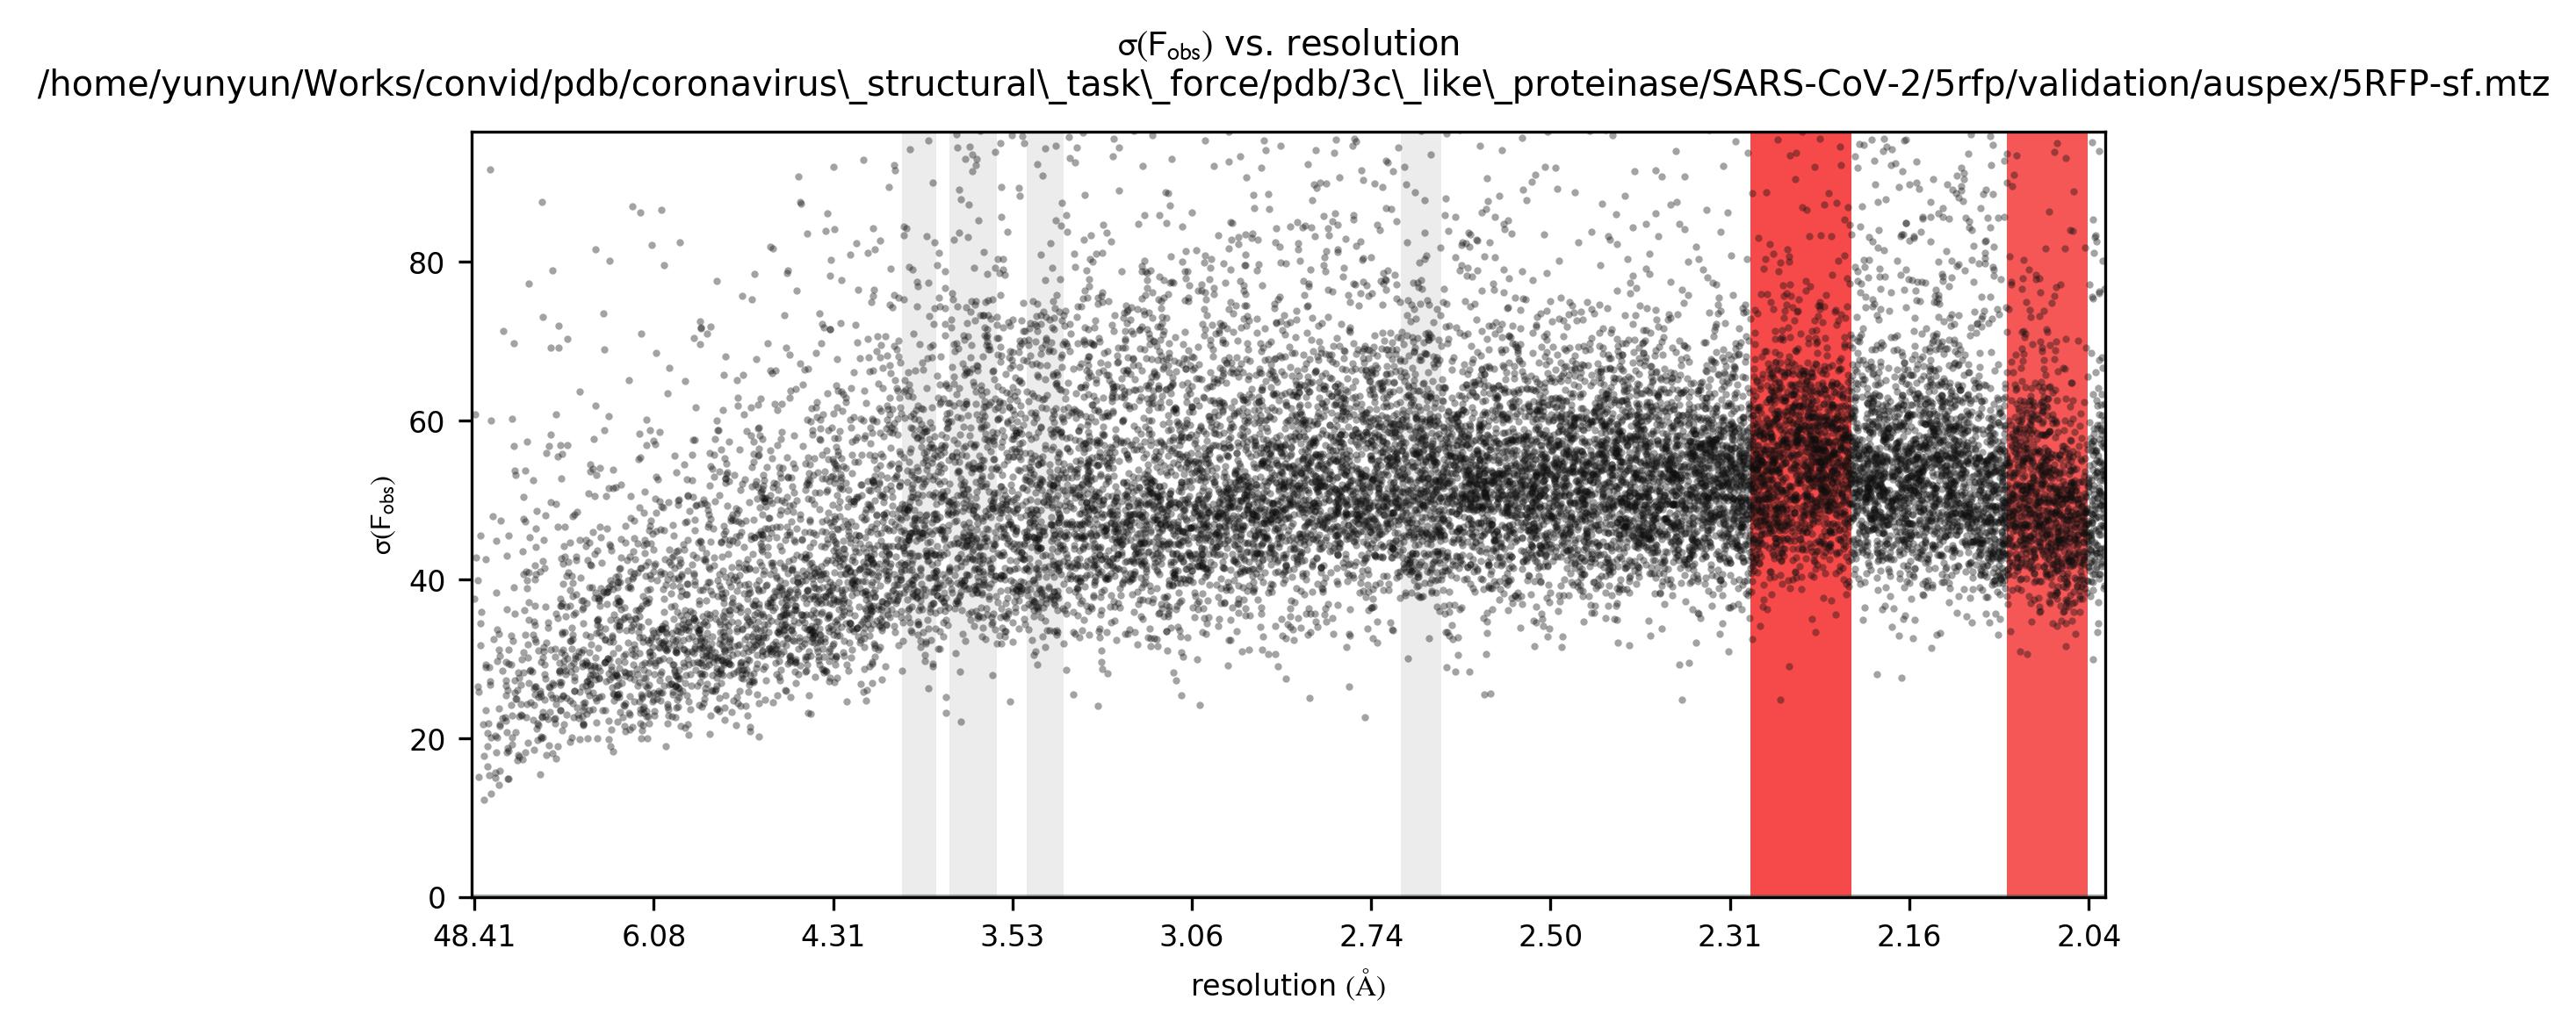 σ(Fobs) vs. resolution
/home/yunyun/Works/convid/pdb/coronavirus\_structural\_task\_force/pdb/3c\_like\_proteinase/SARS-CoV-2/5rfp/validation/auspex/5RFP-sf.mtz
80
60
40
20
0
σ(Fobs)
48.41 6.08 4.31 3.53 3.06 2.74 2.50 2.31 2.16 2.04
resolution (Å)